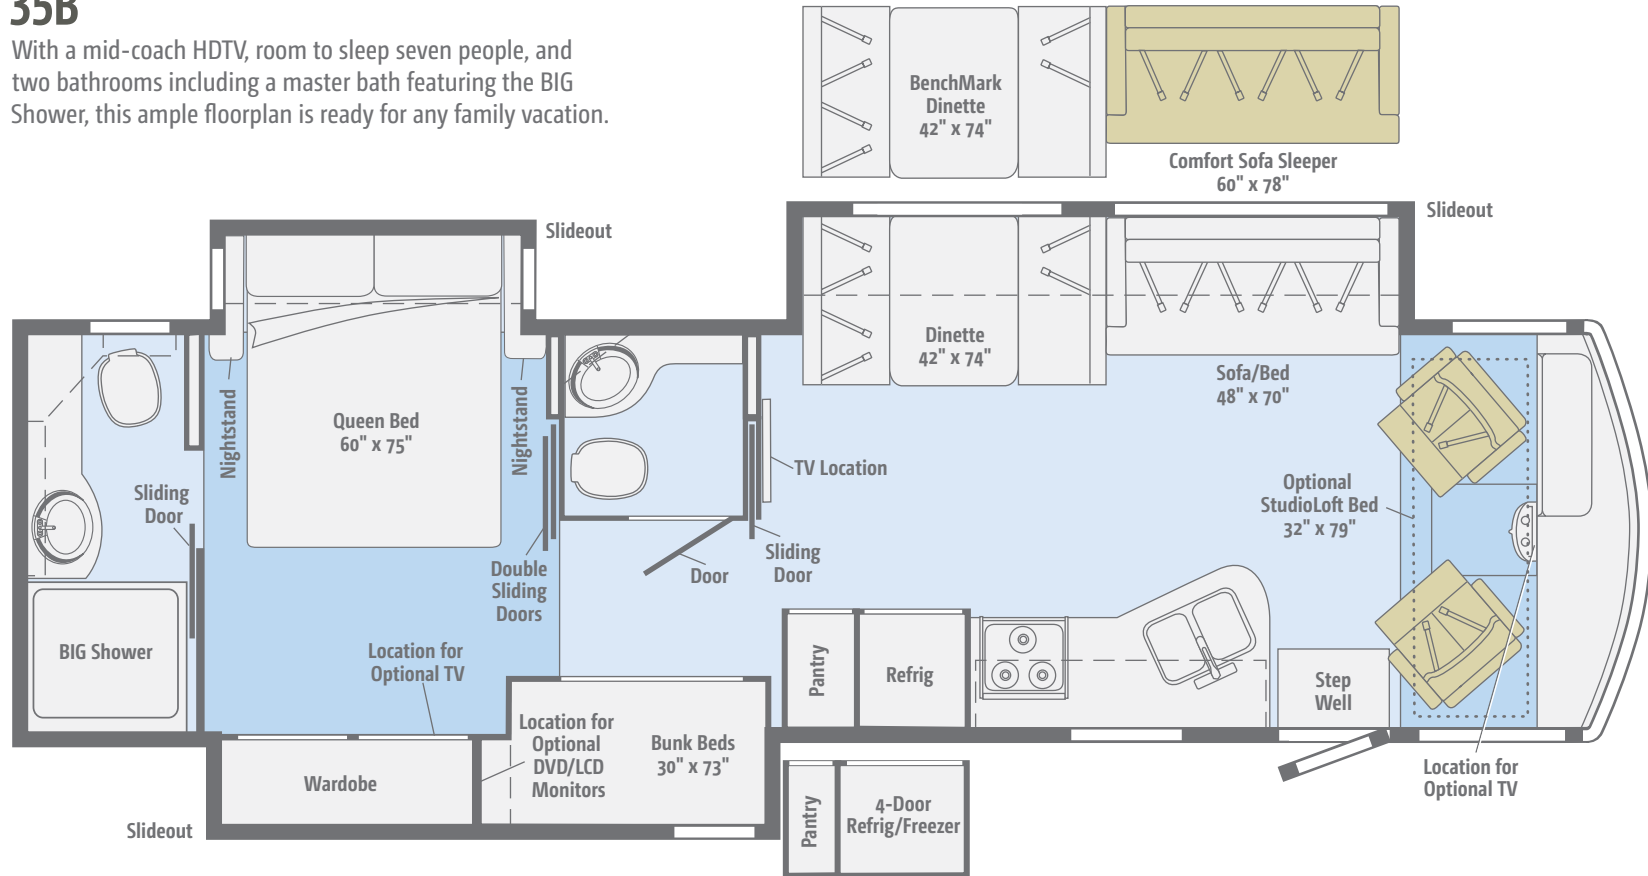 35B
With a mid-coach HDTV, room to sleep seven people, and
two bathrooms including a master bath featuring the BIG
Shower, this ample floorplan is ready for any family vacation.
BenchMark
Dinette
42" x 74"
Comfort Sofa Sleeper
60" x 78"
Slideout
Slideout
Dinette
42" x 74"
Sofa/Bed
48" x 70"
Nightstand
Queen Bed
60" x 75"
Nightstand
TV Location
Sliding
Door
Optional
StudioLoft Bed
32" x 79"
Double
Sliding
Doors
Door
Sliding
Door
BIG Shower
Location for
Optional TV
Pantry
Refrig
Step
Well
Location for
Optional
DVD/LCD
Monitors
Bunk Beds
30" x 73"
Wardobe
Location for
Optional TV
Slideout
Pantry
4-Door
Refrig/Freezer